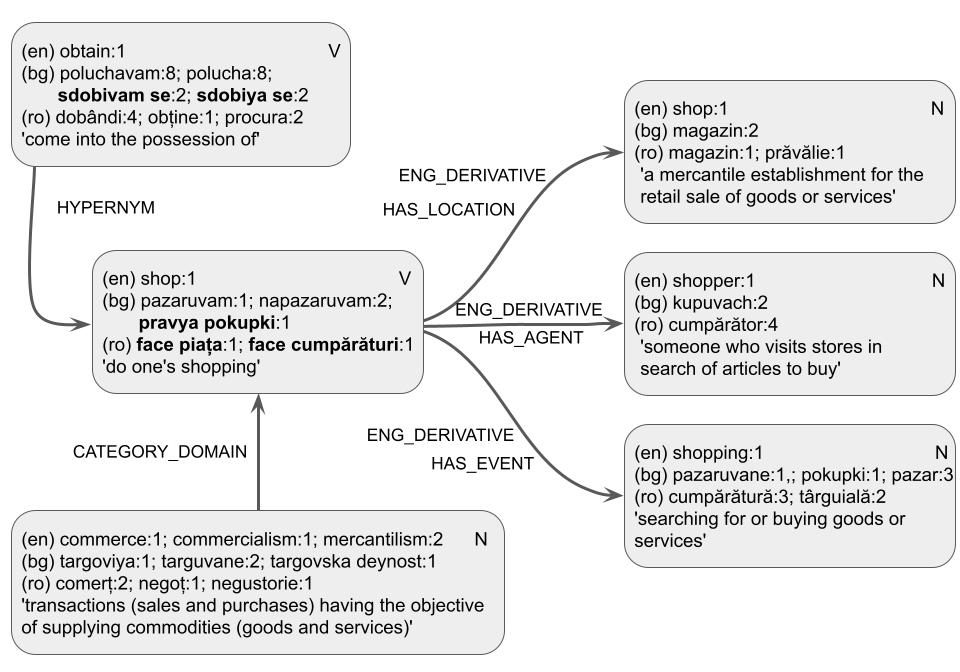 (en) obtain:1 V
(bg) poluchavam:8; polucha:8;
sdobivam se:2; sdobiya se:2
(ro) dobândi:4; obține:1; procura:2
'come into the possession of'
HYPERNYM
(en) shop:1 V
(bg) pazaruvam:1; napazaruvam:2;
pravya pokupki:1
(ro) face piața:1; face cumpărături:1
'do one's shopping'
CATEGORY_DOMAIN
(en) commerce:1; commercialism:1; mercantilism:2 N
(bg) targoviya:1; targuvane:2; targovska deynost:1
(ro) comerț:2; negoț:1; negustorie:1
'transactions (sales and purchases) having the objective
of supplying commodities (goods and services)'
ENG_DERIVATIVE
HAS_LOCATION
(en) shop:1 N
(bg) magazin:2
(ro) magazin:1; prăvălie:1
'a mercantile establishment for the
retail sale of goods or services'
ENG_DERIVATIVE
HAS_AGENT
(en) shopper:1 N
(bg) kupuvach:2
(ro) cumpărător:4
'someone who visits stores in
search of articles to buy'
ENG_DERIVATIVE
HAS_EVENT
(en) shopping:1 N
(bg) pazaruvane:1,; pokupki:1; pazar:3
(ro) cumpărătură:3; târguială:2
'searching for or buying goods or
services'